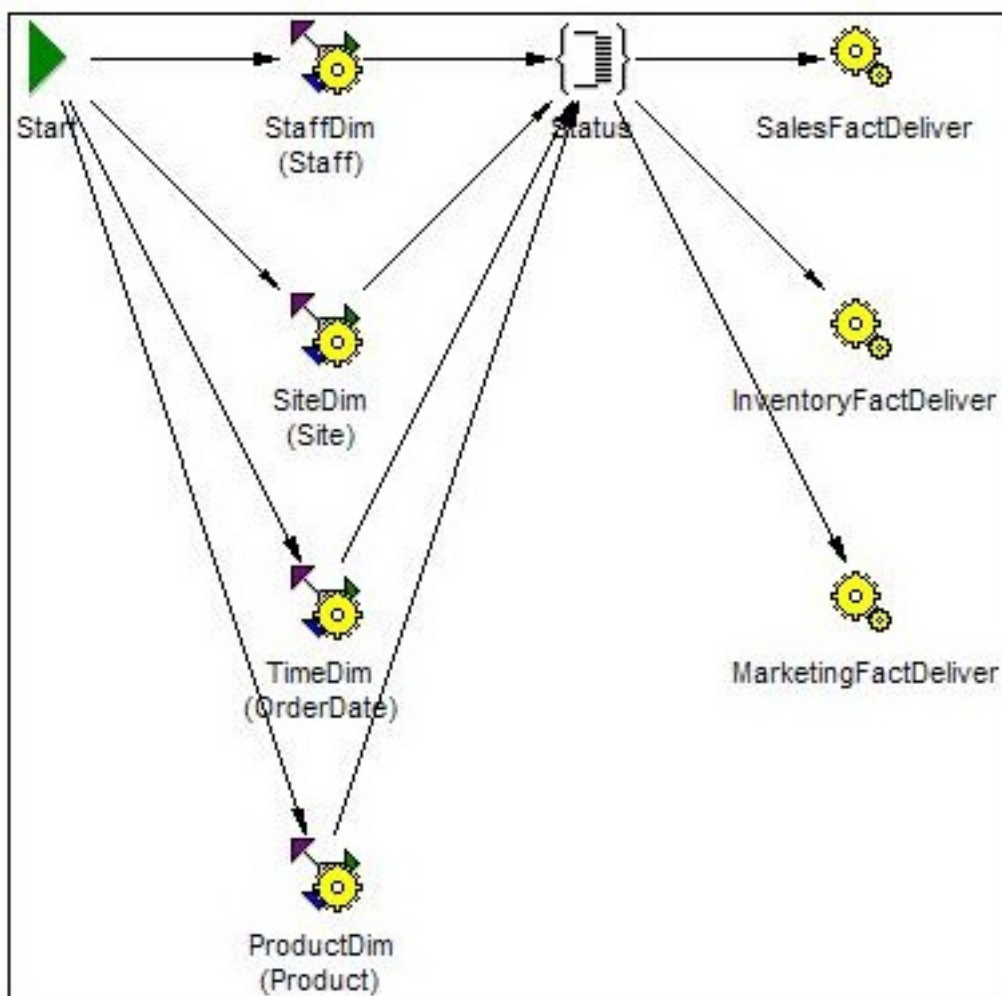 Start
StaffDim
(Staff)
Status
SalesFactDeliver
SiteDim
(Site)
InventoryFactDeliver
TimeDim
(OrderDate)
MarketingFactDeliver
ProductDim
(Product)